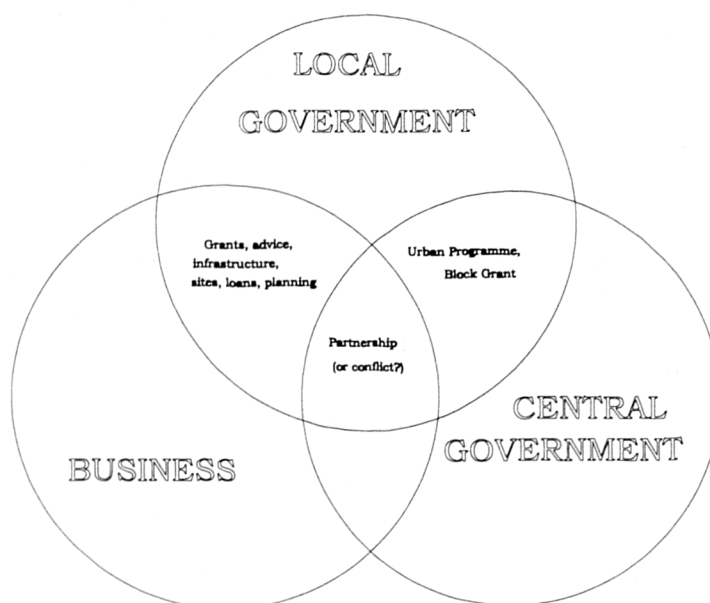 LOCAL
GOVERNMENT
Grants, advice,
infrastructure,
sites, loans, planning
Urban Programme,
Block Grant
Partnership
(or conflict?)
CENTRAL
GOVERNMENT
BUSINESS